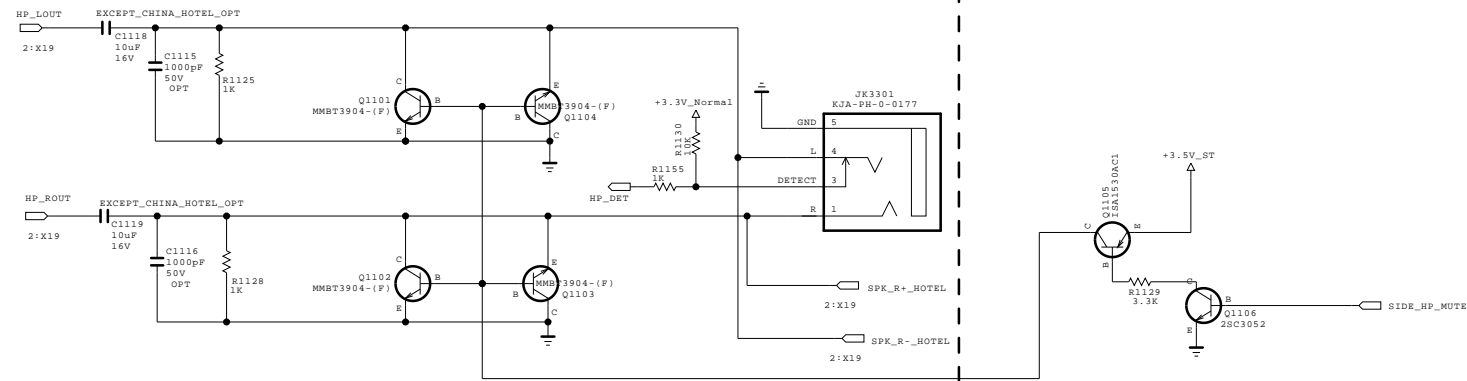 HP_LOUT
EXCEPT_CHINA_HOTEL_OPT
2:X19
C1118
10uF
16V
C1115
1000pF
50V
OPT
R1125
1K
C
Q1101
MMBT3904-(F)
B
E
E
MMBT3904-(F)
B
Q1104
C
+3.3V_Normal
R1130
10K
R1155
1K
HP_DET
JK3301
KJA-PH-0-0177
GND
5
L
4
DETECT
3
R
1
HP_ROUT
EXCEPT_CHINA_HOTEL_OPT
2:X19
C1119
10uF
16V
C1116
1000pF
50V
OPT
R1128
1K
C
Q1102
MMBT3904-(F)
B
E
E
MMBT3904-(F)
B
Q1103
C
SPK_R+_HOTEL
2:X19
SPK_R-_HOTEL
2:X19
+3.5V_ST
Q1105
ISA1530AC1
C
E
B
R1129
3.3K
C
B
Q1106
2SC3052
E
SIDE_HP_MUTE